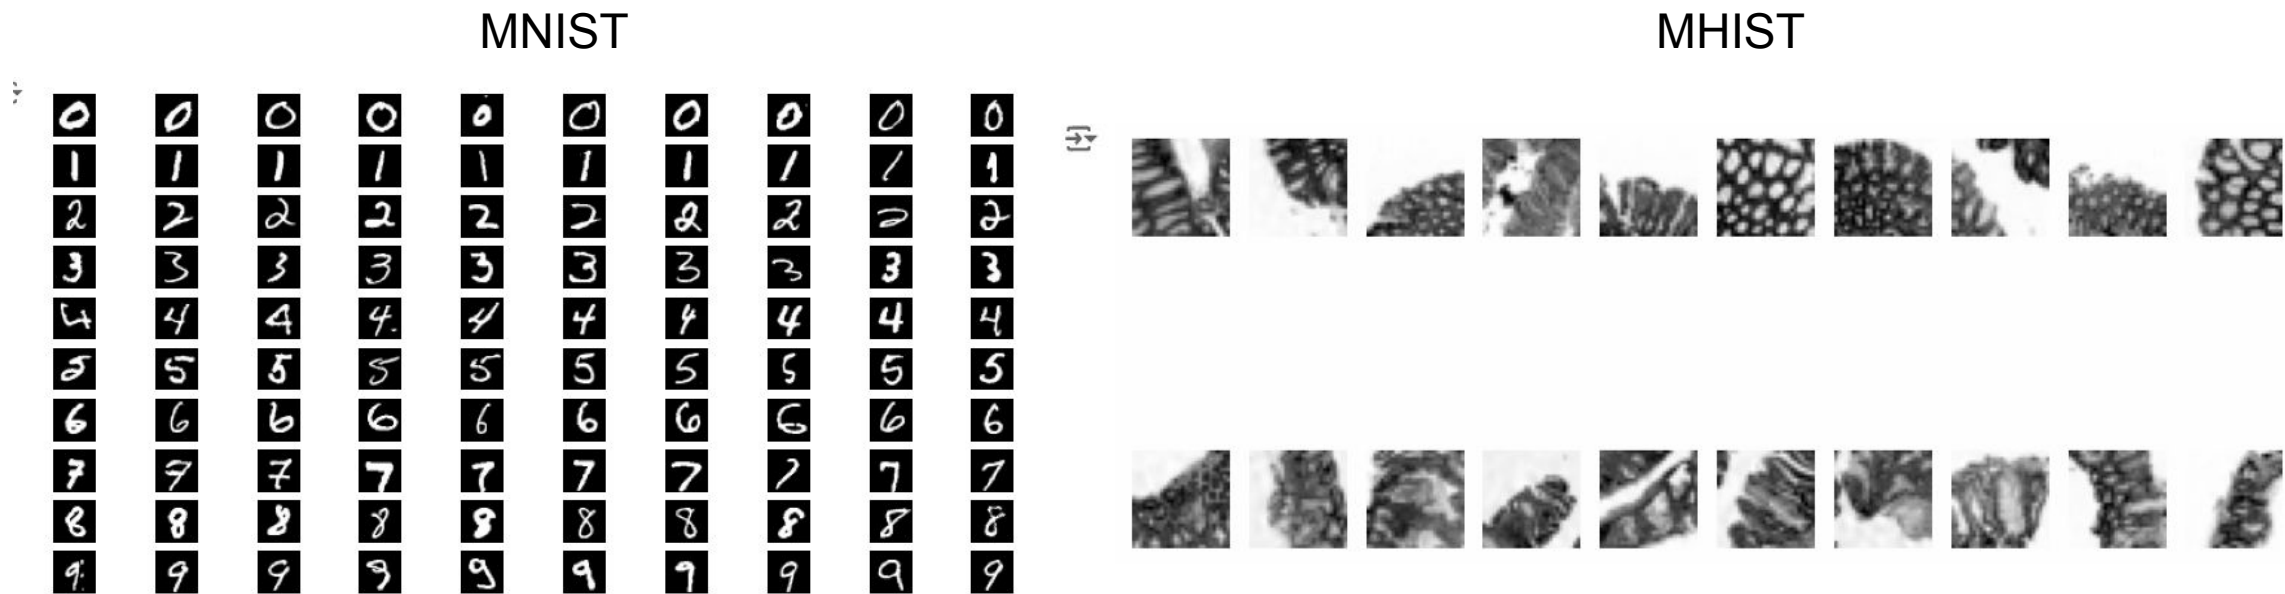 MNIST
MHIST
0 0 0 0 0 0 0 0 0 0
1 1 1 1 1 1 1 1 1 1
2 2 2 2 2 2 2 2 2 2
3 3 3 3 3 3 3 3 3 3
4 4 4 4 4 4 4 4 4 4
5 5 5 5 5 5 5 5 5 5
6 6 6 6 6 6 6 6 6 6
7 7 7 7 7 7 7 7 7 7
8 8 8 8 8 8 8 8 8 8
9 9 9 9 9 9 9 9 9 9